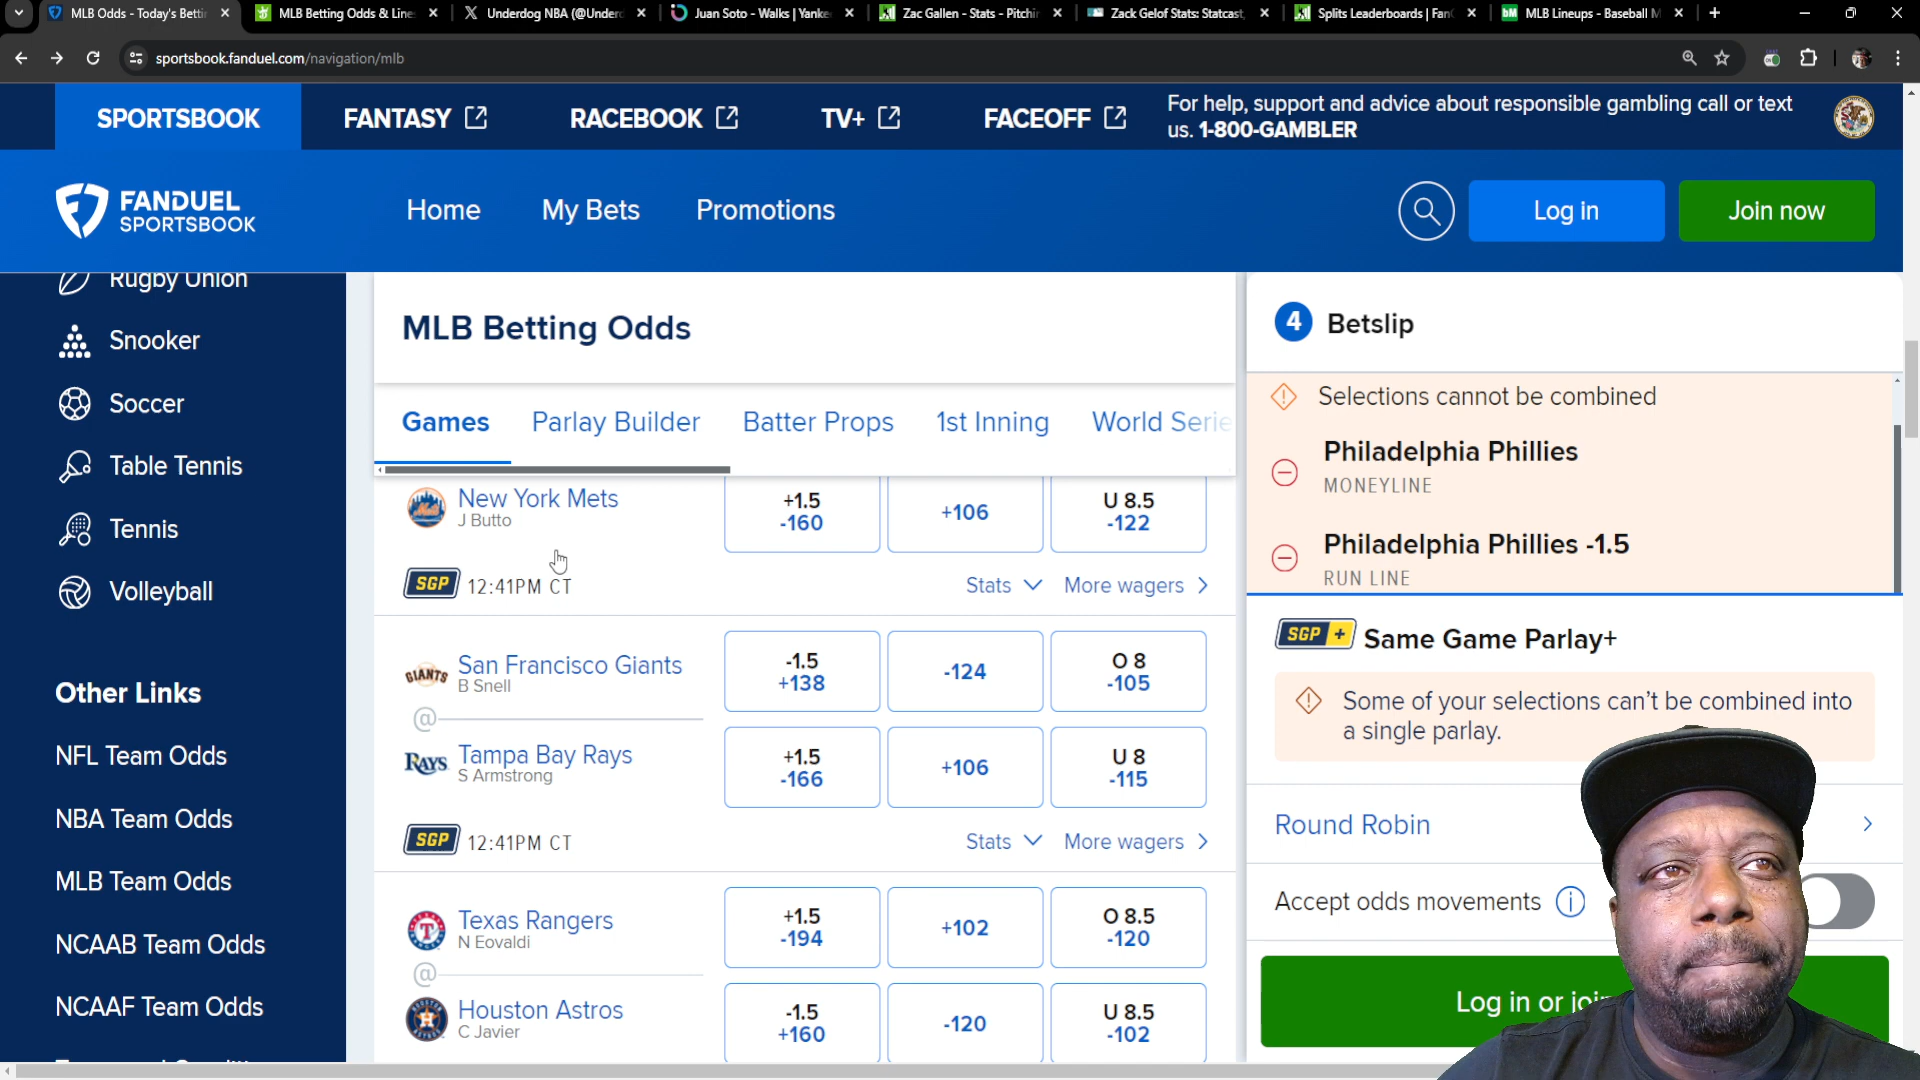 MLB Odds - Today's Betti
MLB Betting Odds & Line
Underdog NBA (@Underd
Juan Soto - Walks | Yanke
Zac Gallen - Stats - Pitchi
Zack Gelof Stats: Statcast,
Splits Leaderboards | Fan
MLB Lineups - Baseball M
sportsbook.fanduel.com/navigation/mlb
SPORTSBOOK
FANTASY
RACEBOOK
TV+
FACEOFF
For help, support and advice about responsible gambling call or text
us. 1-800-GAMBLER
FANDUEL
SPORTSBOOK
Home
My Bets
Promotions
Log in
Join now
Rugby Union
Snooker
Soccer
Table Tennis
Tennis
Volleyball
Other Links
NFL Team Odds
NBA Team Odds
MLB Team Odds
NCAAB Team Odds
NCAAF Team Odds
MLB Betting Odds
Games
Parlay Builder
Batter Props
1st Inning
World Serie
New York Mets
J Butto
+1.5
-160
+106
U 8.5
-122
SGP 12:41PM CT
Stats
More wagers
San Francisco Giants
B Snell
-1.5
+138
-124
O 8
-105
@
Tampa Bay Rays
S Armstrong
RAYS
+1.5
-166
+106
U 8
-115
SGP 12:41PM CT
Stats
More wagers
Texas Rangers
N Eovaldi
+1.5
-194
+102
O 8.5
-120
@
Houston Astros
C Javier
-1.5
+160
-120
U 8.5
-102
4 Betslip
Selections cannot be combined
Philadelphia Phillies
MONEYLINE
Philadelphia Phillies -1.5
RUN LINE
SGP + Same Game Parlay+
Some of your selections can't be combined into
a single parlay.
Round Robin
Accept odds movements
Log in or joi